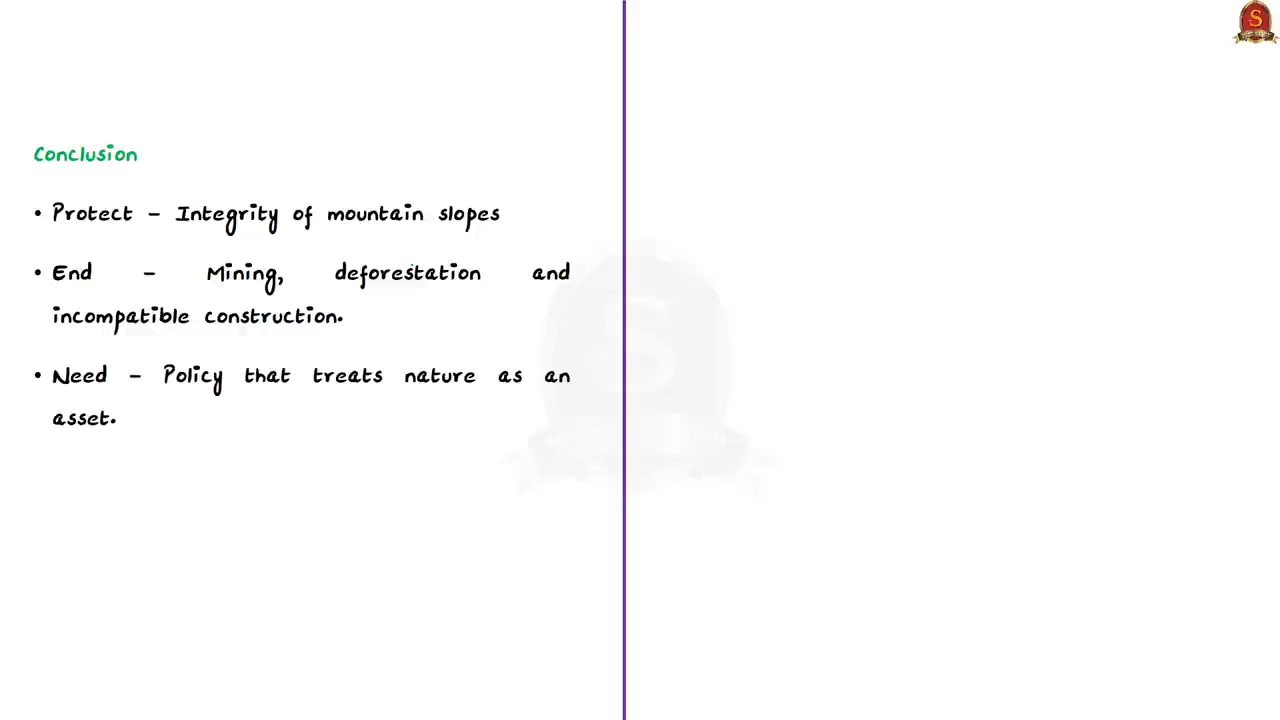 Conclusion
• Protect – Integrity of mountain slopes
• End – Mining, deforestation and
incompatible construction.
• Need – Policy that treats nature as an
asset.
S